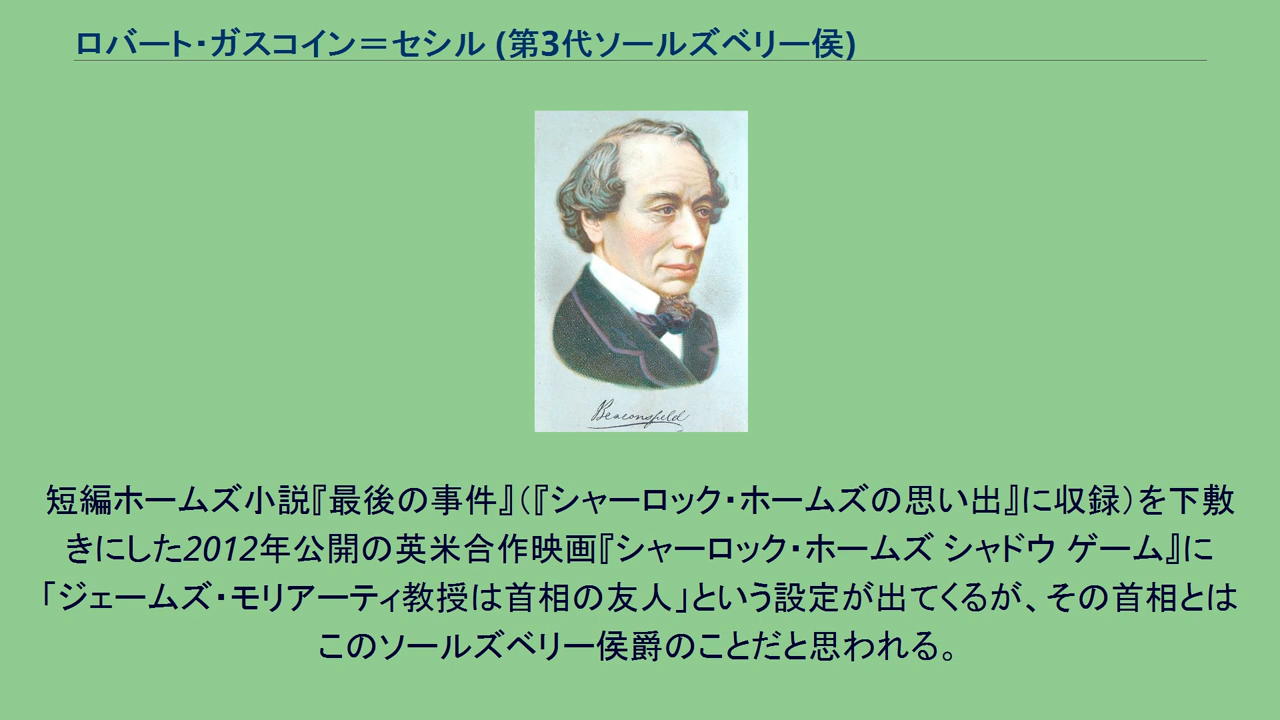 ロバート・ガスコイン＝セシル (第3代ソールズベリー侯)
Beaconsfield
短編ホームズ小説『最後の事件』（『シャーロック・ホームズの思い出』に収録）を下敷
きにした2012年公開の英米合作映画『シャーロック・ホームズ シャドウ ゲーム』に
「ジェームズ・モリアーティ教授は首相の友人」という設定が出てくるが、その首相とは
このソールズベリー侯爵のことだと思われる。